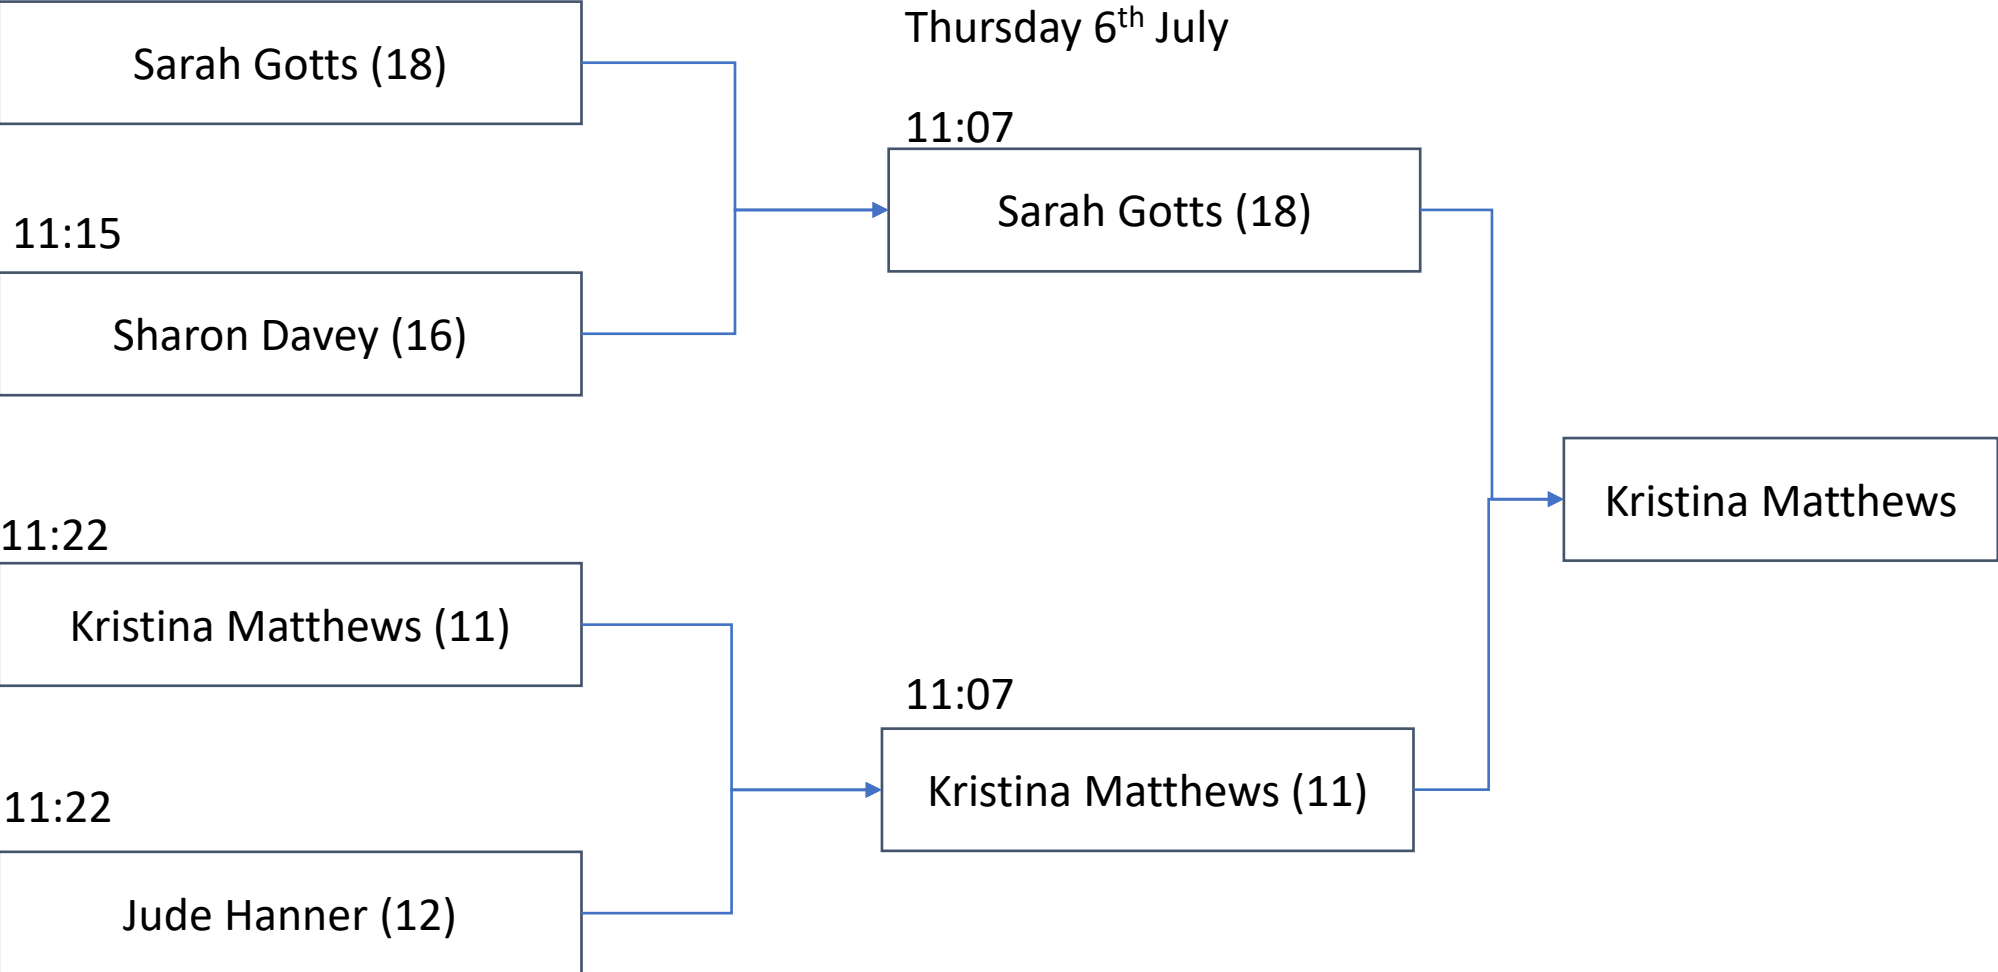 Sarah Gotts (18)
11:15
Sharon Davey (16)
11:22
Kristina Matthews (11)
11:22
Jude Hanner (12)
Thursday 6th July
11:07
Sarah Gotts (18)
11:07
Kristina Matthews (11)
Kristina Matthews